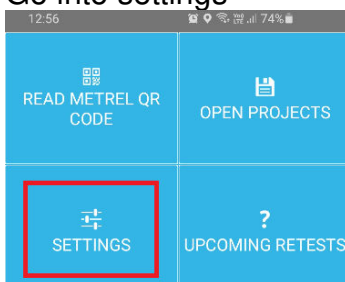 Go into settings
12:56
74%
READ METREL QR
CODE
OPEN PROJECTS
SETTINGS
?
UPCOMING RETESTS